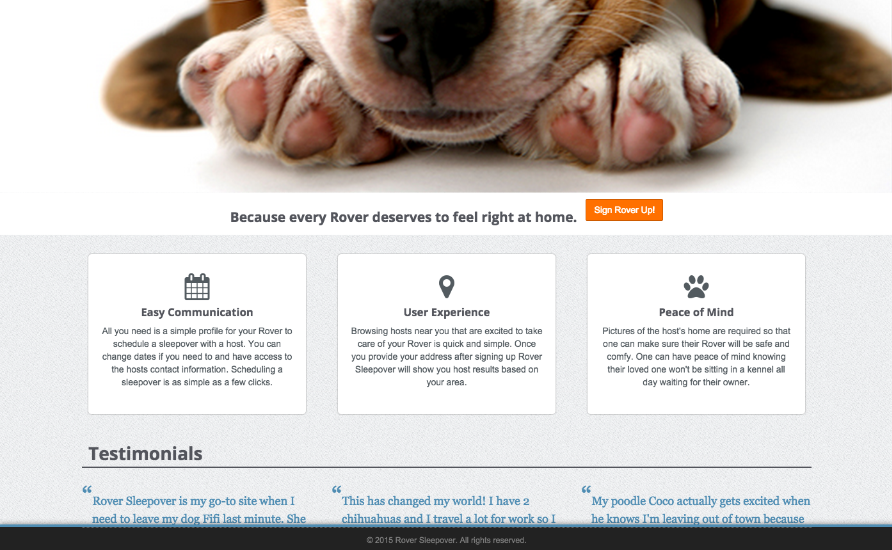 Because every Rover deserves to feel right at home.
Sign Rover Up!
Easy Communication
All you need is a simple profile for your Rover to
schedule a sleepover with a host. You can
change dates if you need to and have access to
the hosts contact information. Scheduling a
sleepover is as simple as a few clicks.
User Experience
Browsing hosts near you that are excited to take
care of your Rover is quick and simple. Once
you provide your address after signing up Rover
Sleepover will show you host results based on
your area.
Peace of Mind
Pictures of the host's home are required so that
one can make sure their Rover will be safe and
comfy. One can have peace of mind knowing
their loved one won't be sitting in a kennel all
day waiting for their owner.
Testimonials
“Rover Sleepover is my go-to site when I
need to leave my dog Fifi last minute. She
“This has changed my world! I have 2
chihuahuas and I travel a lot for work so I
“My poodle Coco actually gets excited when
he knows I'm leaving out of town because
© 2015 Rover Sleepover. All rights reserved.